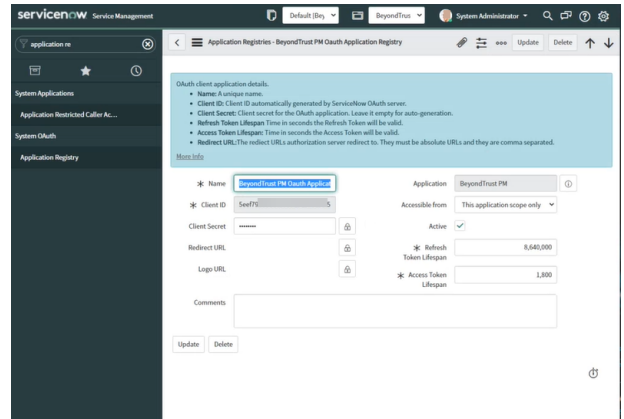 servicenow Service Management
Default (Bey
BeyondTrus
System Administrator
application re
Application Registries - BeyondTrust PM Oauth Application Registry
Update
Delete
System Applications
Application Restricted Caller Ac...
System OAuth
Application Registry
OAuth client application details.
• Name: A unique name.
• Client ID: Client ID automatically generated by ServiceNow OAuth server.
• Client Secret: Client secret for the OAuth application. Leave it empty for auto-generation.
• Refresh Token Lifespan Time in seconds the Refresh Token will be valid.
• Access Token Lifespan: Time in seconds the Access Token will be valid.
• Redirect URL:The rediect URLs authorization server redirect to. They must be absolute URLs and they are comma separated.
More Info
Name BeyondTrust PM Oauth Applicat
Application BeyondTrust PM
Client ID 5eef79 5
Accessible from This application scope only
Client Secret ••••••••
Active
Redirect URL
Refresh Token Lifespan 8,640,000
Logo URL
Access Token Lifespan 1,800
Comments
Update
Delete